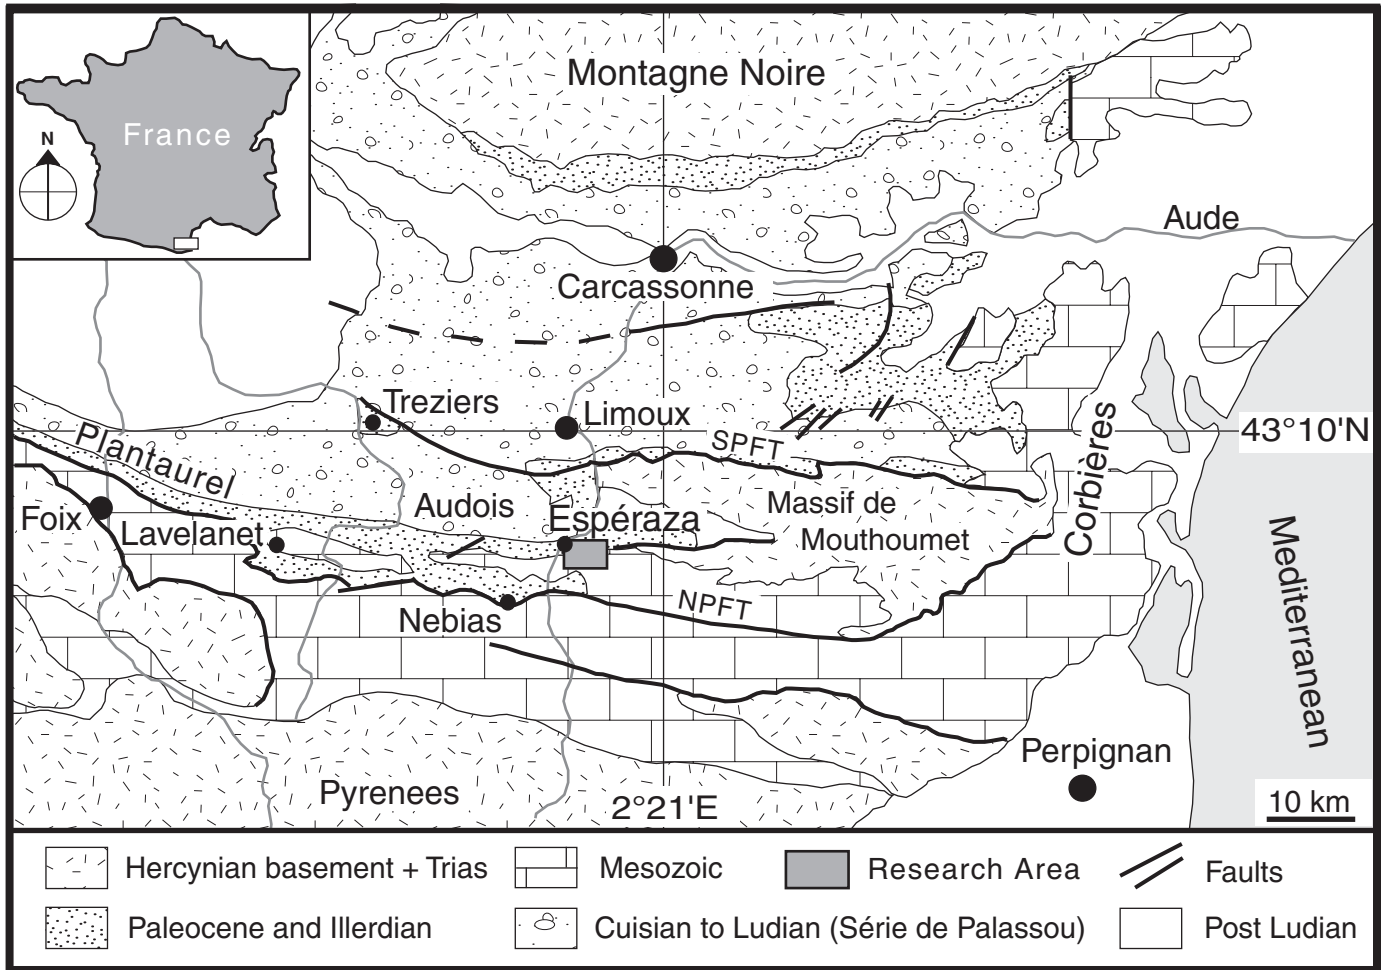 Montagne Noire
France
N
Aude
Carcassonne
Treziers
Limoux
43°10'N
SPFT
Plantaurel
Corbières
Audois
Massif de
Mouthoumet
Foix
Lavelanet
Espéraza
Mediterranean
NPFT
Nebias
Perpignan
Pyrenees
2°21'E
10 km
Hercynian basement + Trias
Mesozoic
Research Area
Faults
Paleocene and Illerdian
Cuisian to Ludian (Série de Palassou)
Post Ludian